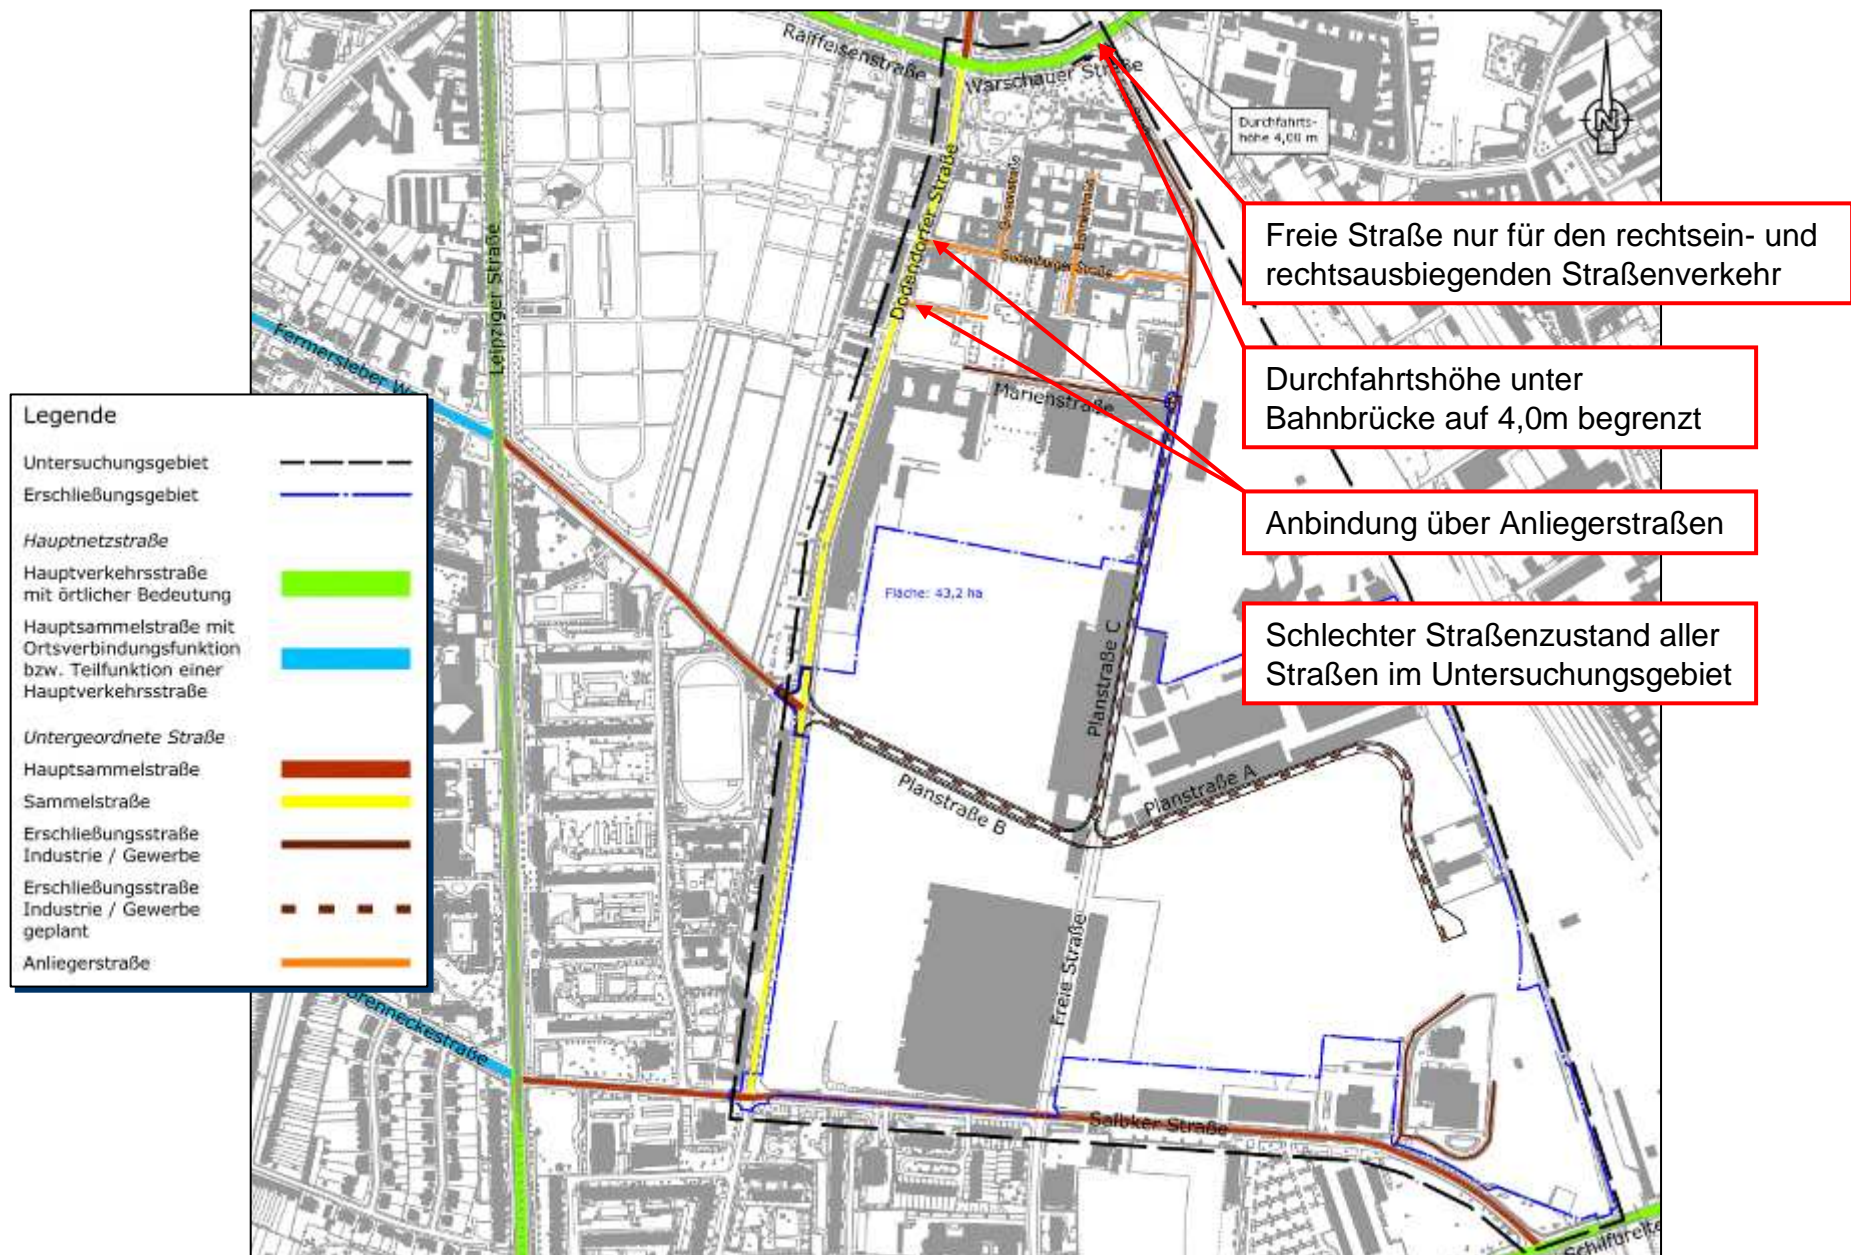 Raiffeisenstraße
Warschauer Straße
Durchfahrts-
höhe 4,00 m
Dodendorfer Straße
Sudenburger Straße
Leipziger Straße
Fermersleber
Marienstraße
Fläche: 43,2 ha
Planstraße C
Planstraße B
Planstraße A
Freie Straße
Brenneckestraße
Salbker Straße
N
Freie Straße nur für den rechtsein- und
rechtsausbiegenden Straßenverkehr
Durchfahrtshöhe unter
Bahnbrücke auf 4,0m begrenzt
Anbindung über Anliegerstraßen
Schlechter Straßenzustand aller
Straßen im Untersuchungsgebiet
Legende
Untersuchungsgebiet
Erschließungsgebiet
Hauptnetzstraße
Hauptverkehrsstraße
mit örtlicher Bedeutung
Hauptsammelstraße mit
Ortsverbindungsfunktion
bzw. Teilfunktion einer
Hauptverkehrsstraße
Untergeordnete Straße
Hauptsammelstraße
Sammelstraße
Erschließungsstraße
Industrie / Gewerbe
Erschließungsstraße
Industrie / Gewerbe
geplant
Anliegerstraße